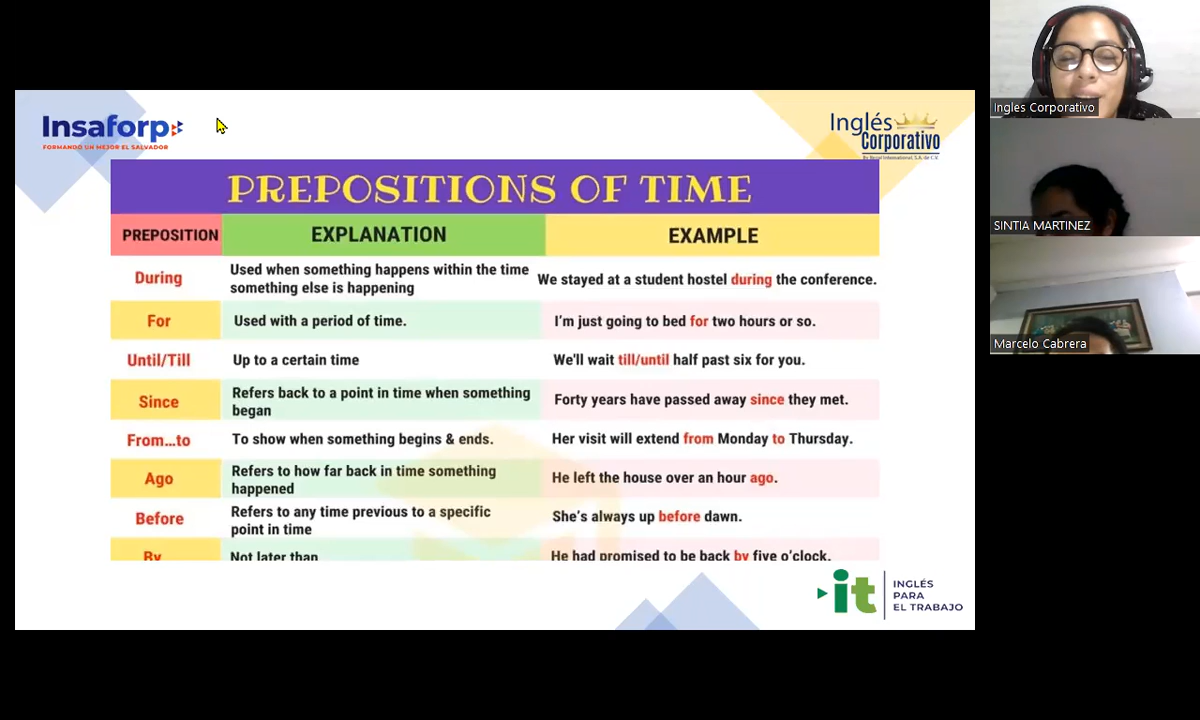 Insaforp
FORMANDO UN MEJOR EL SALVADOR
Inglés
Corporativo
PREPOSITIONS OF TIME
PREPOSITION EXPLANATION EXAMPLE
During
Used when something happens within the time
something else is happening
We stayed at a student hostel during the conference.
For
Used with a period of time.
I'm just going to bed for two hours or so.
Until/Till
Up to a certain time
We'll wait till/until half past six for you.
Since
Refers back to a point in time when something
began
Forty years have passed away since they met.
From...to
To show when something begins & ends.
Her visit will extend from Monday to Thursday.
Ago
Refers to how far back in time something
happened
He left the house over an hour ago.
Before
Refers to any time previous to a specific
point in time
She's always up before dawn.
By
Not later than
He had promised to be back by five o'clock.
it
INGLÉS
PARA
EL TRABAJO
Ingles Corporativo
SINTIA MARTINEZ
Marcelo Cabrera